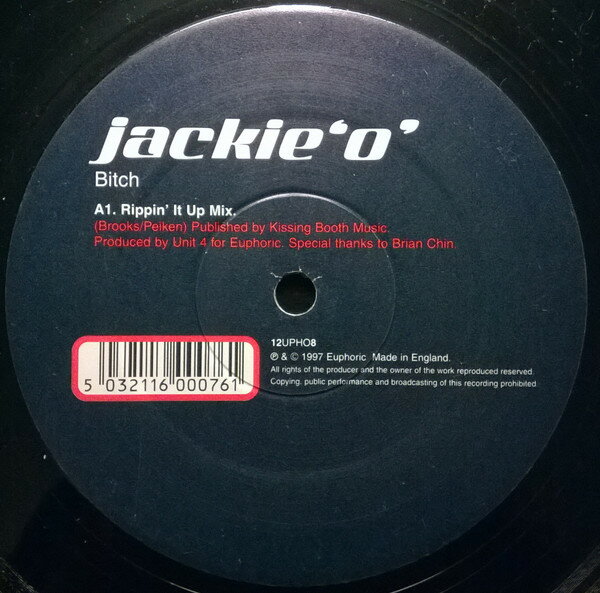 jackie‘o’
Bitch
A1. Rippin' It Up Mix.
(Brooks/Peiken) Published by Kissing Booth Music.
Produced by Unit 4 for Euphoric. Special thanks to Brian Chin.
12UPHO8
℗ & © 1997 Euphoric. Made in England.
All rights of the producer and the owner of the work reproduced reserved.
Copying, public performance and broadcasting of this recording prohibited
5 032116 000761